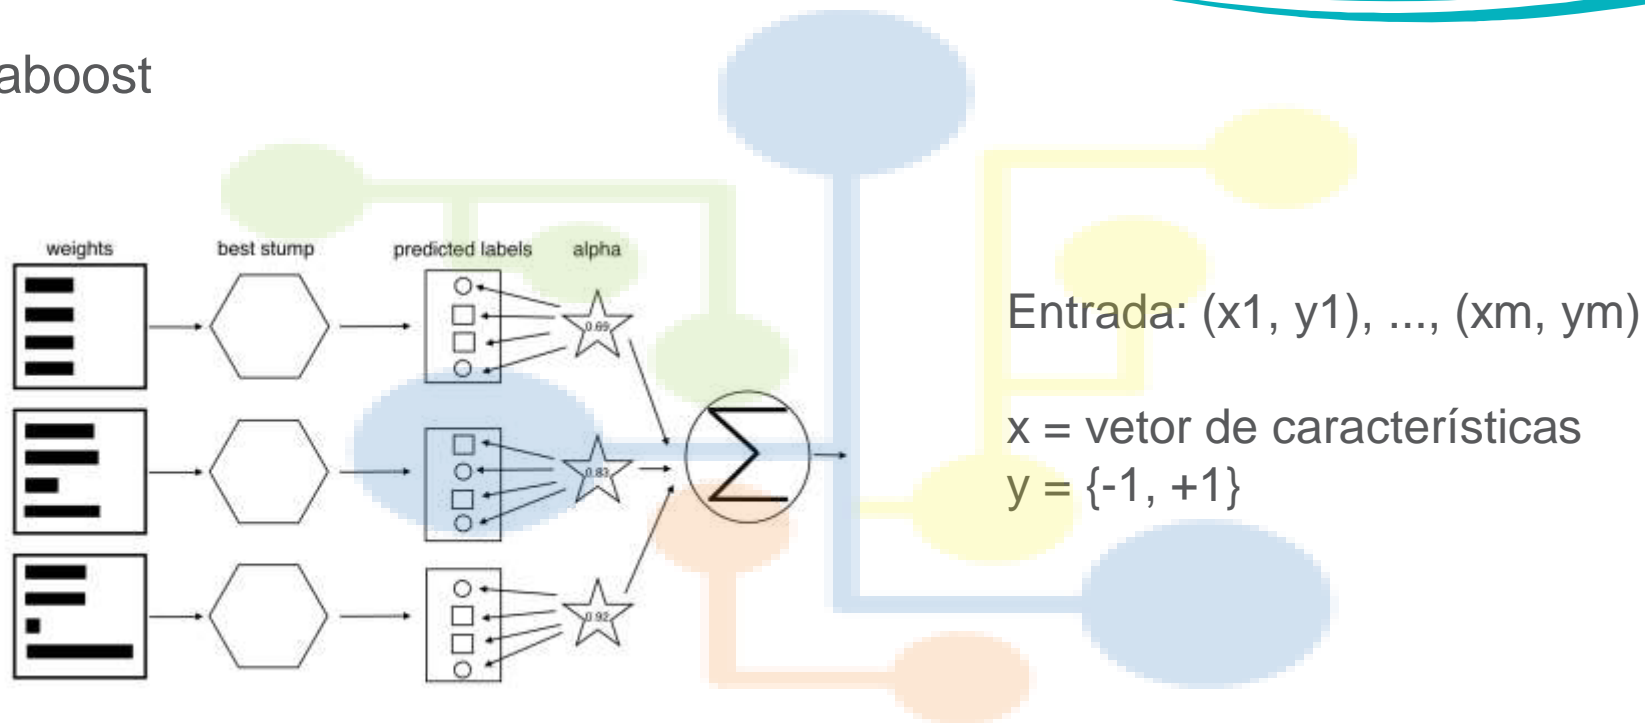 aboost
weights best stump predicted labels alpha
0.69
0.83
0.92
Entrada: (x1, y1), ..., (xm, ym)
x = vetor de características
y = {-1, +1}